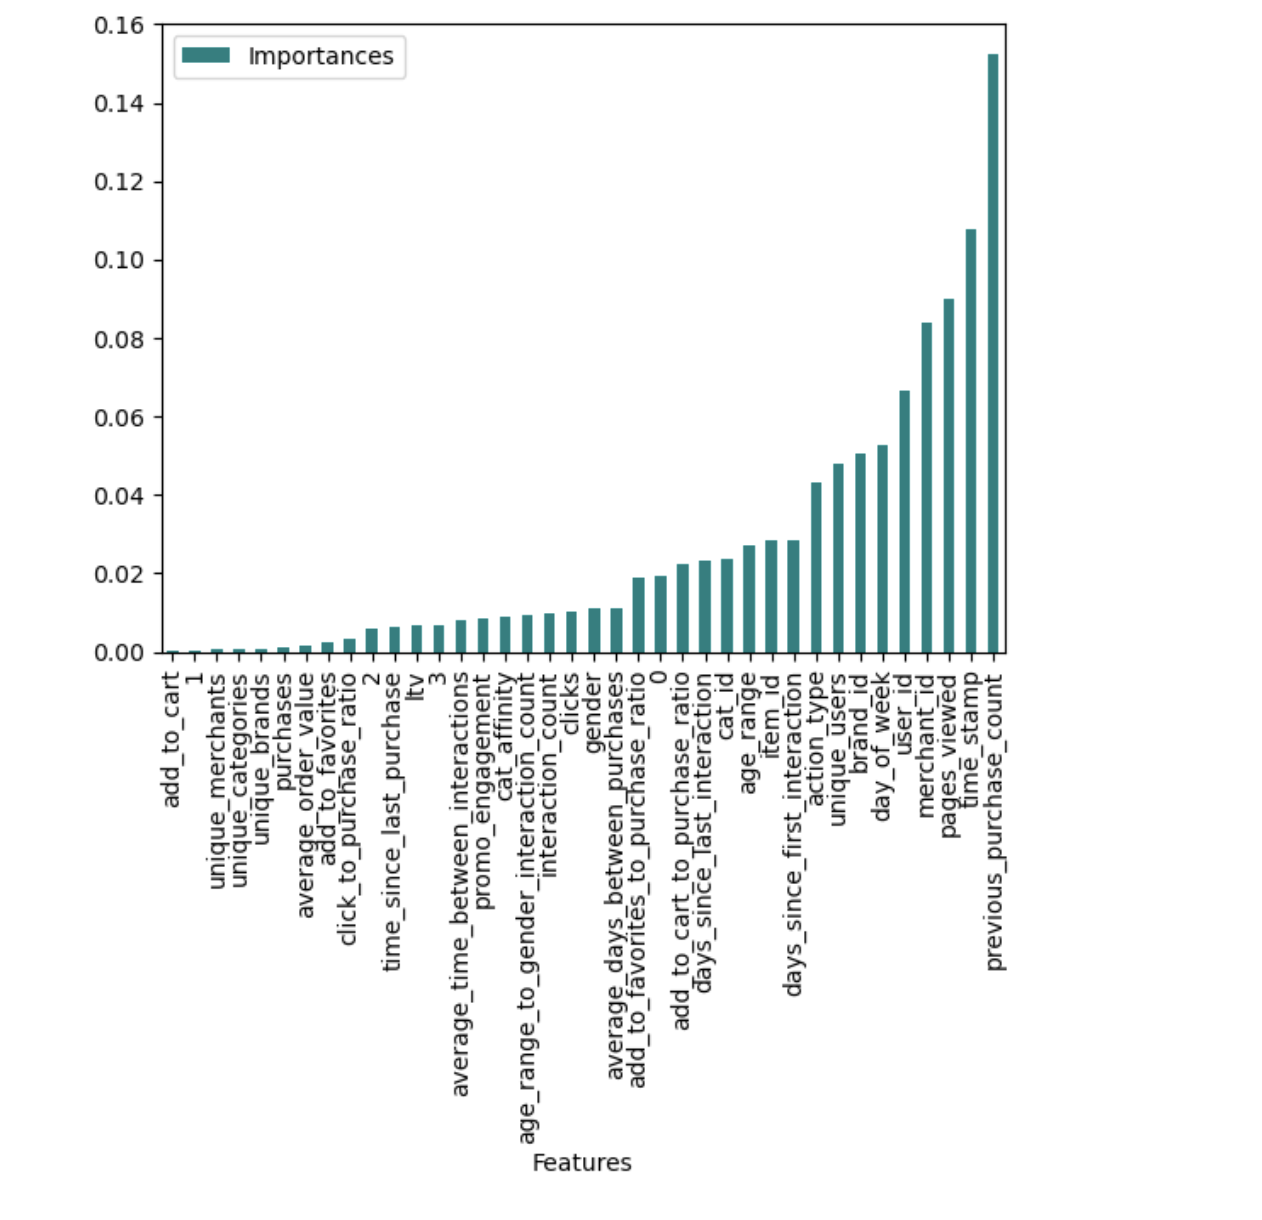 0.16
0.14
0.12
0.10
0.08
0.06
0.04
0.02
0.00
Importances
add_to_cart
1
unique_merchants
unique_categories
unique_brands
purchases
average_order_value
add_to_favorites
click_to_purchase_ratio
2
time_since_last_purchase
ltv
3
average_time_between_interactions
promo_engagement
cat_affinity
age_range_to_gender_interaction_count
interaction_count
clicks
gender
average_days_between_purchases
add_to_favorites_to_purchase_ratio
0
add_to_cart_to_purchase_ratio
days_since_last_interaction
cat_id
age_range
item_id
days_since_first_interaction
action_type
unique_users
brand_id
day_of_week
user_id
merchant_id
pages_viewed
time_stamp
previous_purchase_count
Features